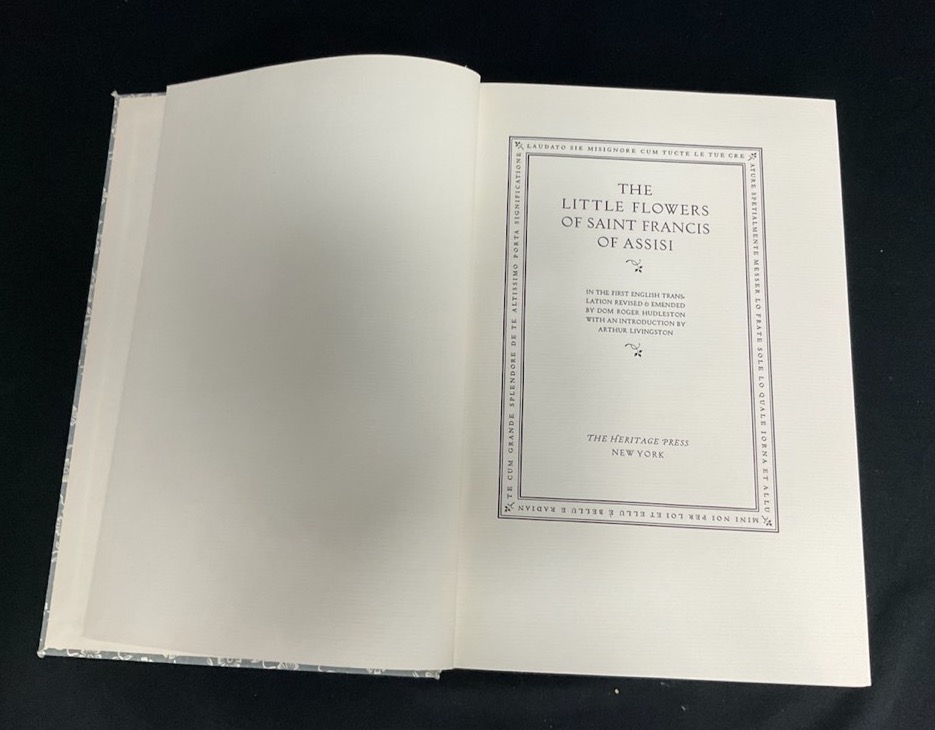 LAUDATO SIE MISIGNORE CUM TUCTE LE TUE CRE
ATURE SPETIALMENTE MESSER LO FRATE SOLE LO QUALE IORNA ET ALLU
MINI NOI PER LOI ET ELLU È BELLU E RADIAN
TE CUM GRANDE SPLENDORE DE TE ALTISSIMO PORTA SIGNIFICATIONE
THE
LITTLE FLOWERS
OF SAINT FRANCIS
OF ASSISI
IN THE FIRST ENGLISH TRANS-
LATION REVISED & EMENDED
BY DOM ROGER HUDLESTON
WITH AN INTRODUCTION BY
ARTHUR LIVINGSTON
THE HERITAGE PRESS
NEW YORK